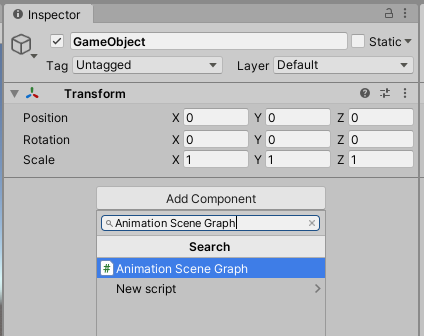 Inspector
GameObject Static
Tag Untagged Layer Default
Transform
Position X 0 Y 0 Z 0
Rotation X 0 Y 0 Z 0
Scale X 1 Y 1 Z 1
Add Component
Animation Scene Graph
Search
# Animation Scene Graph
New script